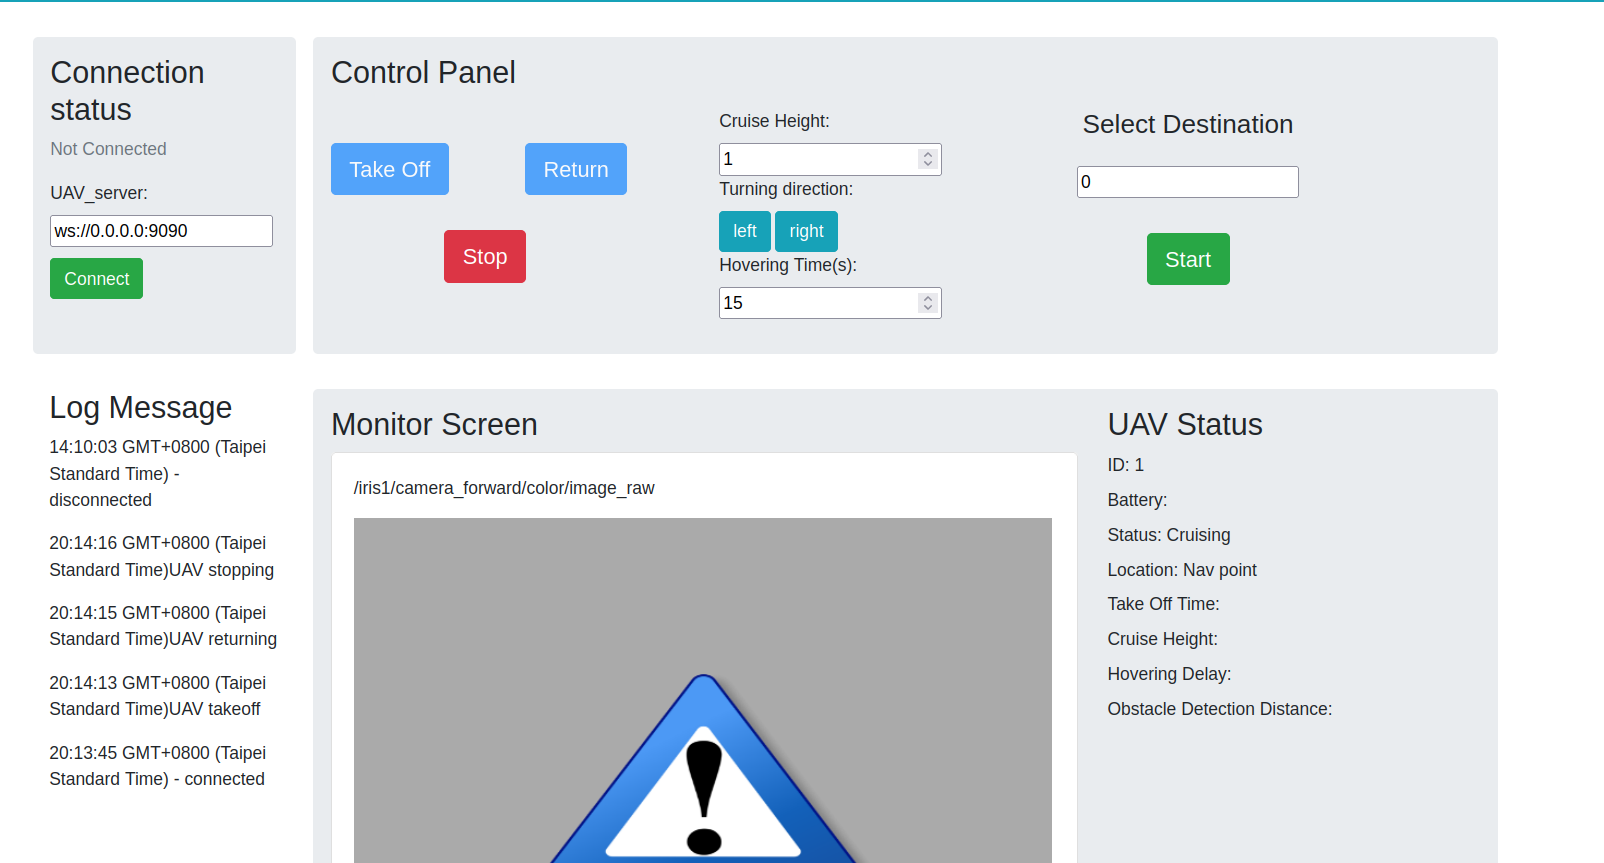 Connection
status
Not Connected
UAV_server:
ws://0.0.0.0:9090
Connect
Control Panel
Take Off
Return
Stop
Cruise Height:
1
Turning direction:
left
right
Hovering Time(s):
15
Select Destination
0
Start
Log Message
14:10:03 GMT+0800 (Taipei
Standard Time) -
disconnected
20:14:16 GMT+0800 (Taipei
Standard Time)UAV stopping
20:14:15 GMT+0800 (Taipei
Standard Time)UAV returning
20:14:13 GMT+0800 (Taipei
Standard Time)UAV takeoff
20:13:45 GMT+0800 (Taipei
Standard Time) - connected
Monitor Screen
/iris1/camera_forward/color/image_raw
!
UAV Status
ID: 1
Battery:
Status: Cruising
Location: Nav point
Take Off Time:
Cruise Height:
Hovering Delay:
Obstacle Detection Distance: